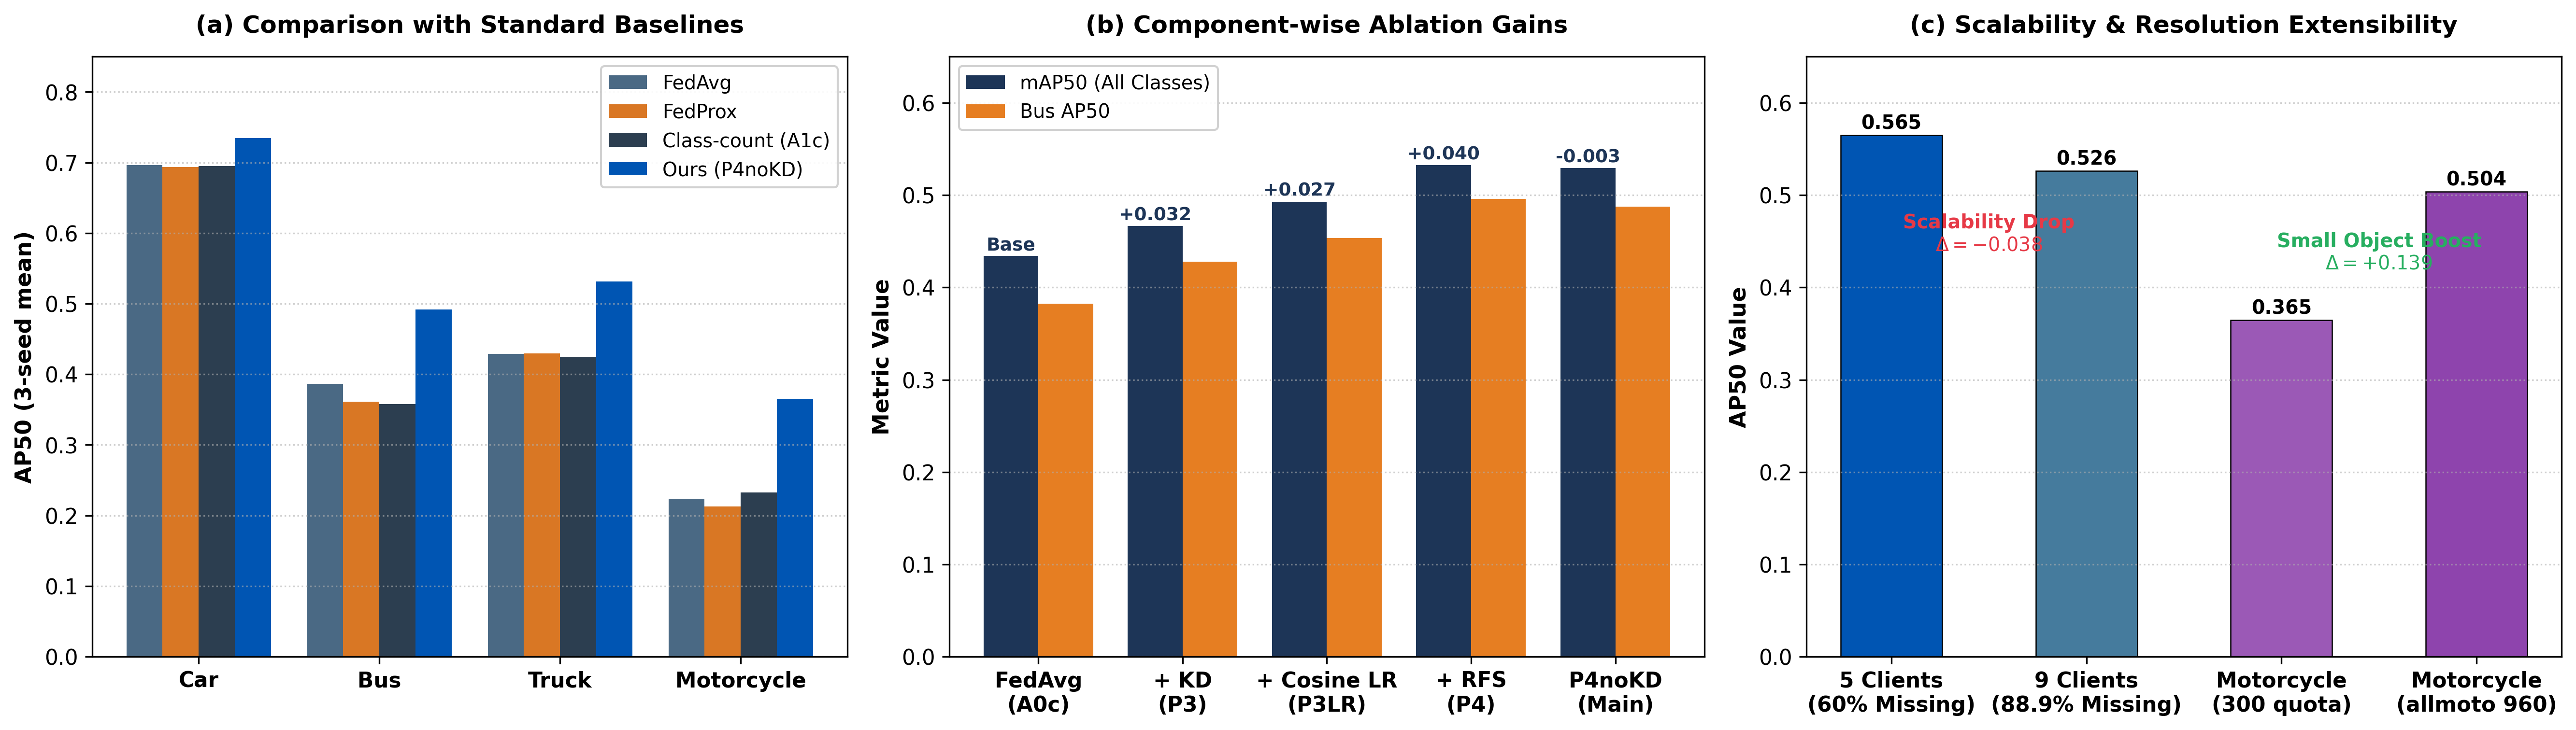 (a) Comparison with Standard Baselines
AP50 (3-seed mean)
0.8
0.7
0.6
0.5
0.4
0.3
0.2
0.1
0.0
FedAvg
FedProx
Class-count (A1c)
Ours (P4noKD)
Car
Bus
Truck
Motorcycle
(b) Component-wise Ablation Gains
Metric Value
0.6
0.5
0.4
0.3
0.2
0.1
0.0
mAP50 (All Classes)
Bus AP50
Base
+0.032
+0.027
+0.040
-0.003
FedAvg
(A0c)
+ KD
(P3)
+ Cosine LR
(P3LR)
+ RFS
(P4)
P4noKD
(Main)
(c) Scalability & Resolution Extensibility
AP50 Value
0.6
0.5
0.4
0.3
0.2
0.1
0.0
0.565
0.526
0.365
0.504
Scalability Drop
Δ = −0.038
Small Object Boost
Δ = +0.139
5 Clients
(60% Missing)
9 Clients
(88.9% Missing)
Motorcycle
(300 quota)
Motorcycle
(allmoto 960)